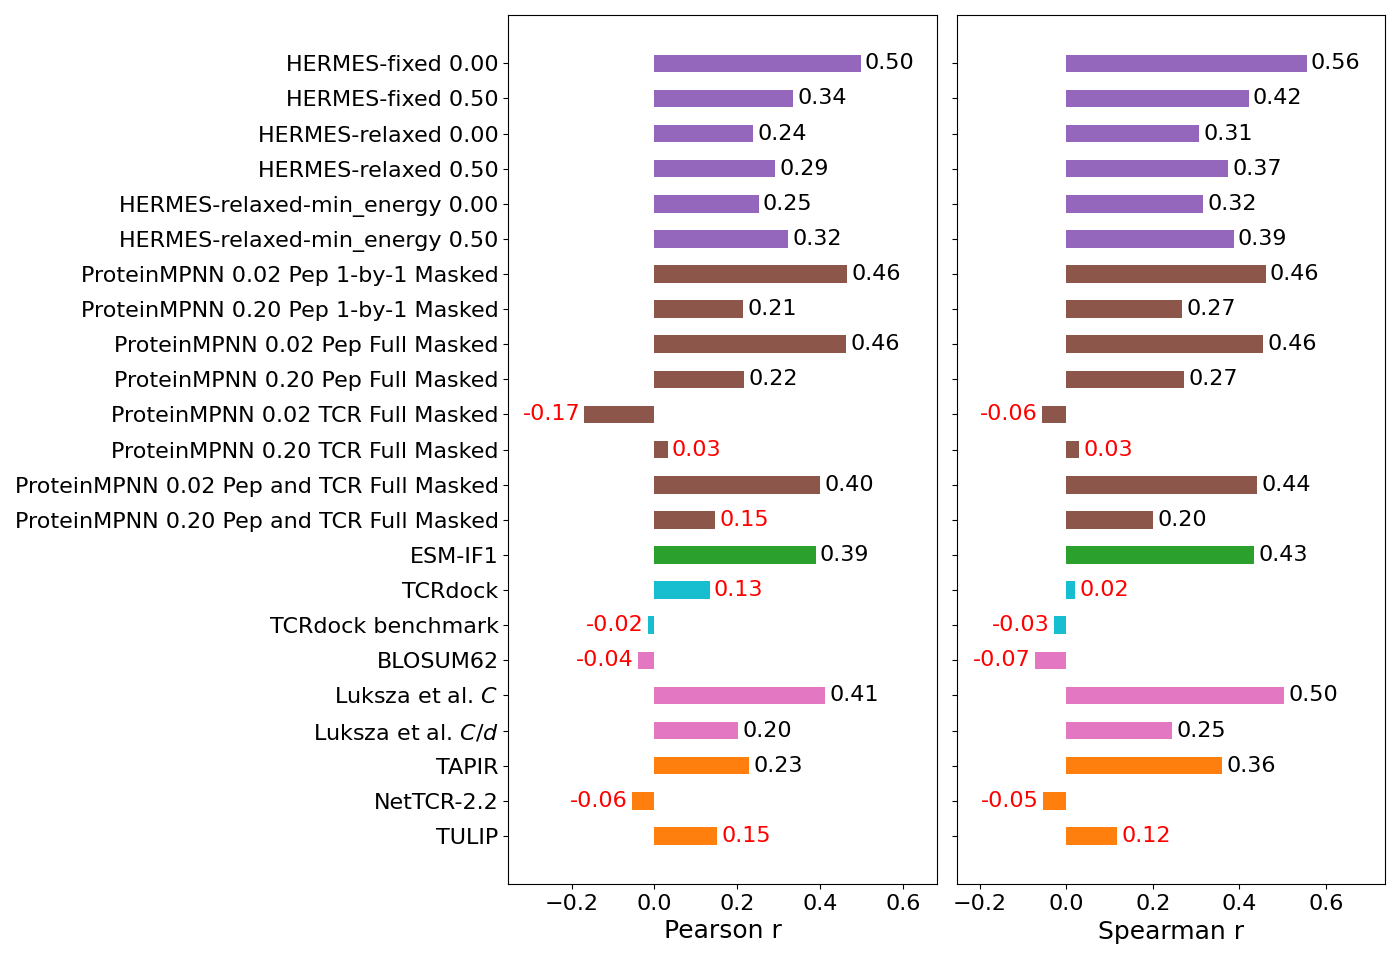 HERMES-fixed 0.00 0.50 0.56
HERMES-fixed 0.50 0.34 0.42
HERMES-relaxed 0.00 0.24 0.31
HERMES-relaxed 0.50 0.29 0.37
HERMES-relaxed-min_energy 0.00 0.25 0.32
HERMES-relaxed-min_energy 0.50 0.32 0.39
ProteinMPNN 0.02 Pep 1-by-1 Masked 0.46 0.46
ProteinMPNN 0.20 Pep 1-by-1 Masked 0.21 0.27
ProteinMPNN 0.02 Pep Full Masked 0.46 0.46
ProteinMPNN 0.20 Pep Full Masked 0.22 0.27
ProteinMPNN 0.02 TCR Full Masked -0.17 -0.06
ProteinMPNN 0.20 TCR Full Masked 0.03 0.03
ProteinMPNN 0.02 Pep and TCR Full Masked 0.40 0.44
ProteinMPNN 0.20 Pep and TCR Full Masked 0.15 0.20
ESM-IF1 0.39 0.43
TCRdock 0.13 0.02
TCRdock benchmark -0.02 -0.03
BLOSUM62 -0.04 -0.07
Luksza et al. C 0.41 0.50
Luksza et al. C/d 0.20 0.25
TAPIR 0.23 0.36
NetTCR-2.2 -0.06 -0.05
TULIP 0.15 0.12
−0.2 0.0 0.2 0.4 0.6 −0.2 0.0 0.2 0.4 0.6
Pearson r Spearman r